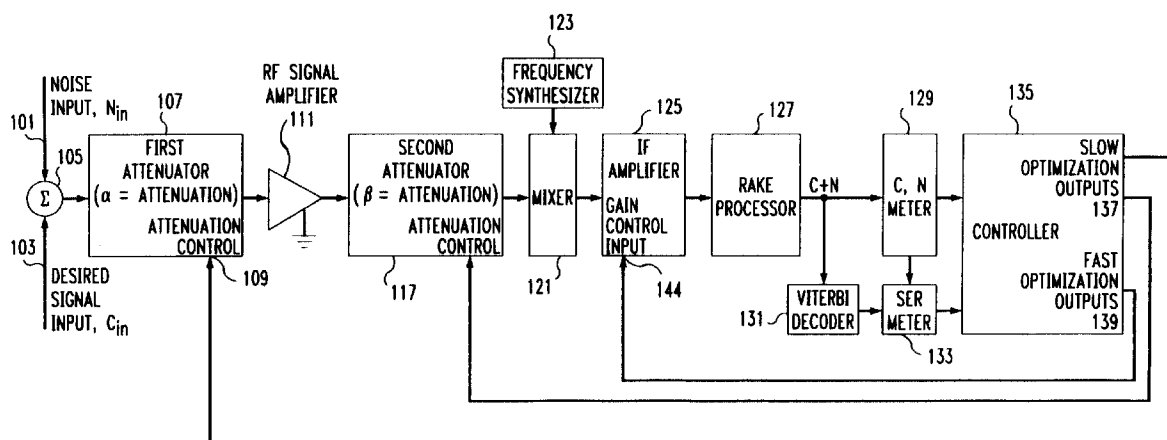 NOISE
INPUT, Nin
101
105
Σ
103
DESIRED
SIGNAL
INPUT, Cin
107
FIRST
ATTENUATOR
(α = ATTENUATION)
ATTENUATION
CONTROL
109
RF SIGNAL
AMPLIFIER
111
SECOND
ATTENUATOR
(β = ATTENUATION)
ATTENUATION
CONTROL
117
123
FREQUENCY
SYNTHESIZER
MIXER
121
125
IF
AMPLIFIER
GAIN
CONTROL
INPUT
144
127
RAKE
PROCESSOR
C+N
129
C, N
METER
131
VITERBI
DECODER
SER
METER
133
135
SLOW
OPTIMIZATION
OUTPUTS
137
CONTROLLER
FAST
OPTIMIZATION
OUTPUTS
139